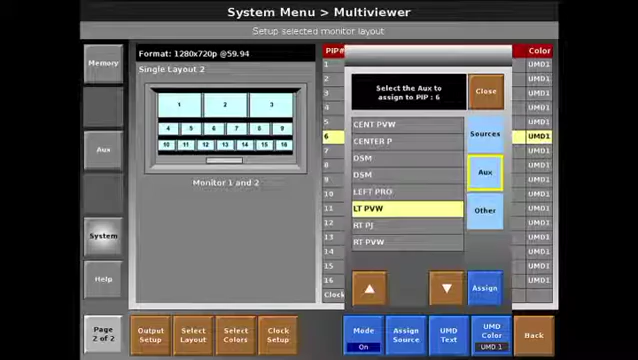 System Menu > Multiviewer
Setup selected monitor layout
Memory
Aux
System
Help
Page
2 of 2
Format: 1280x720p @59.94
Single Layout 2
1 2 3
4 5 6 7 8 9
10 11 12 13 14 15 16
Monitor 1 and 2
PIP#
Color
1 UMD1
2 UMD1
3 UMD1
4 UMD1
5 UMD1
6 UMD1
7 UMD1
8 UMD1
9 UMD1
10 UMD1
11 UMD1
12 UMD1
13 UMD1
14 UMD1
15 UMD1
16 UMD1
Clock
Select the Aux to
assign to PIP : 6
Close
CENT PVW
CENTER P
DSM
DSM
LEFT PRO
LT PVW
RT PJ
RT PVW
Sources
Aux
Other
Assign
Output
Setup
Select
Layout
Select
Colors
Clock
Setup
Mode
On
Assign
Source
UMD
Text
UMD
Color
UMD 1
Back